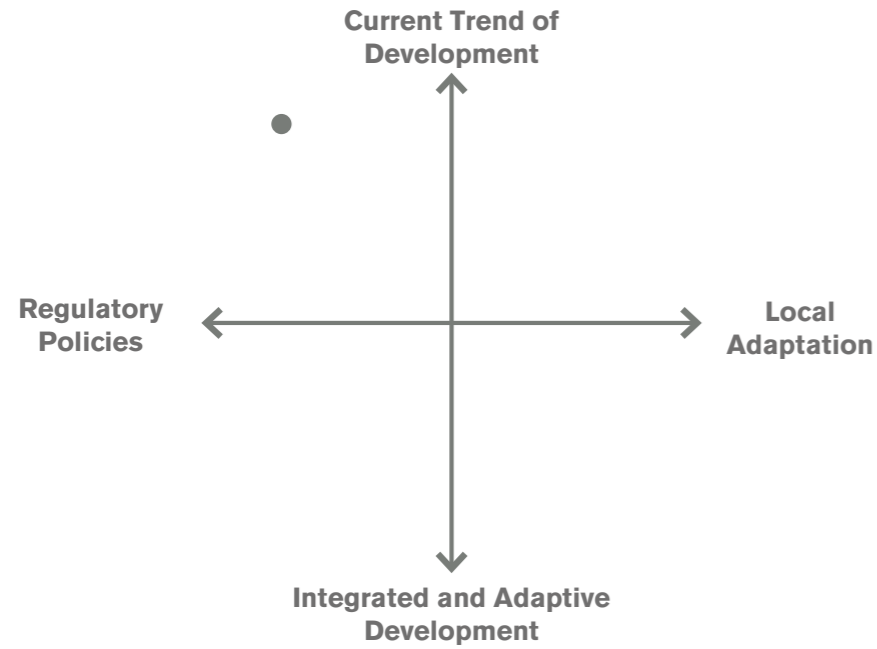 Current Trend of
Development
Regulatory
Policies
Local
Adaptation
Integrated and Adaptive
Development